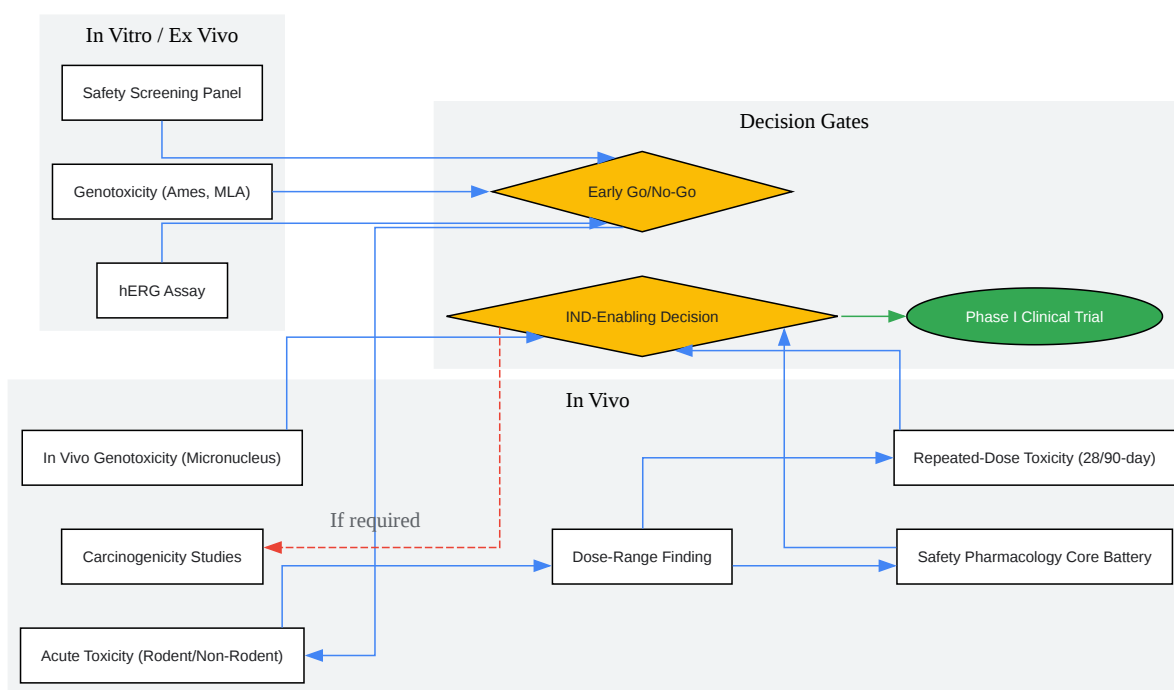 In Vitro / Ex Vivo
Safety Screening Panel
Genotoxicity (Ames, MLA)
hERG Assay
Decision Gates
Early Go/No-Go
IND-Enabling Decision
Phase I Clinical Trial
In Vivo
In Vivo Genotoxicity (Micronucleus)
Repeated-Dose Toxicity (28/90-day)
If required
Carcinogenicity Studies
Dose-Range Finding
Safety Pharmacology Core Battery
Acute Toxicity (Rodent/Non-Rodent)